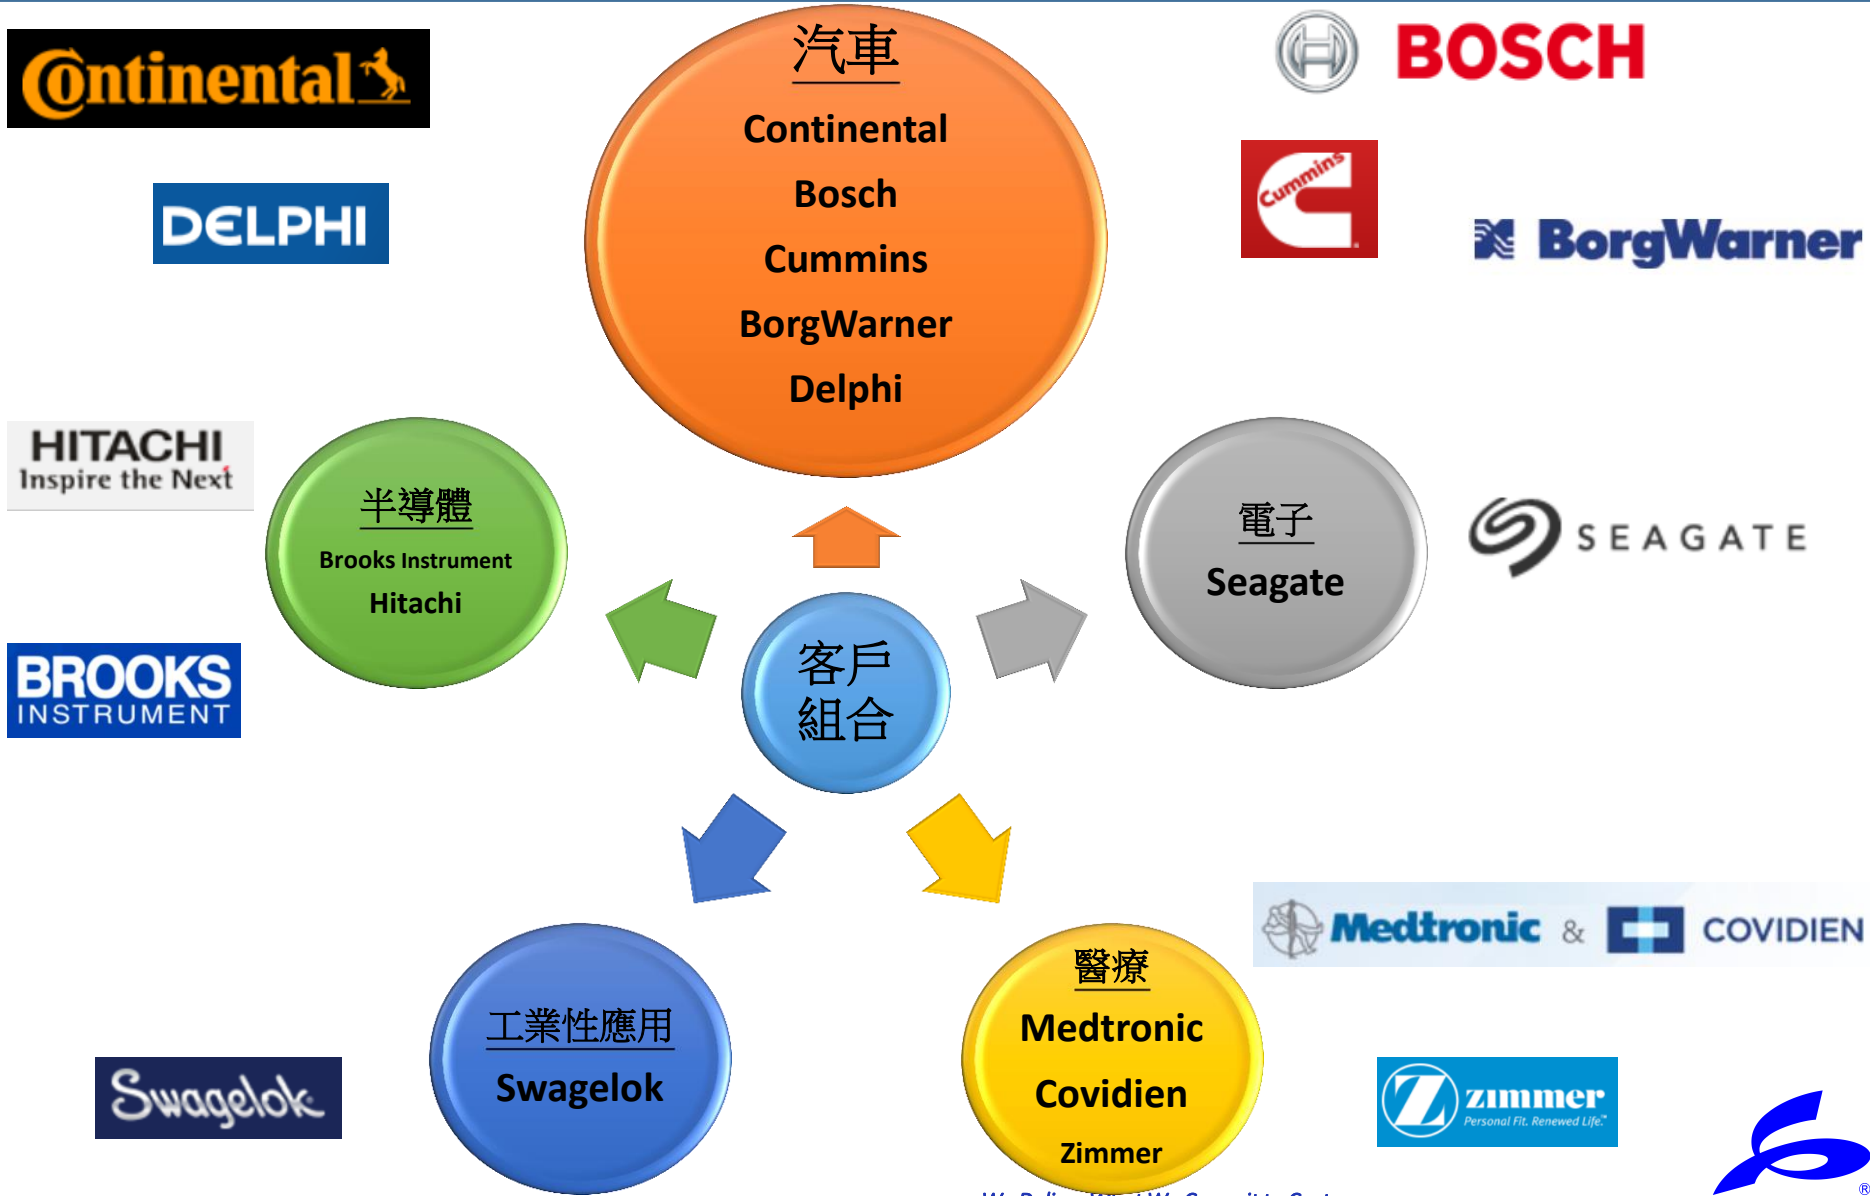 Continental
DELPHI
汽車
Continental
Bosch
Cummins
BorgWarner
Delphi
BOSCH
Cummins
BorgWarner
HITACHI
Inspire the Next
BROOKS
INSTRUMENT
半導體
Brooks Instrument
Hitachi
客戶
組合
電子
Seagate
SEAGATE
工業性應用
Swagelok
Swagelok
醫療
Medtronic
Covidien
Zimmer
Medtronic & COVIDIEN
zimmer
Personal Fit. Renewed Life.™
®